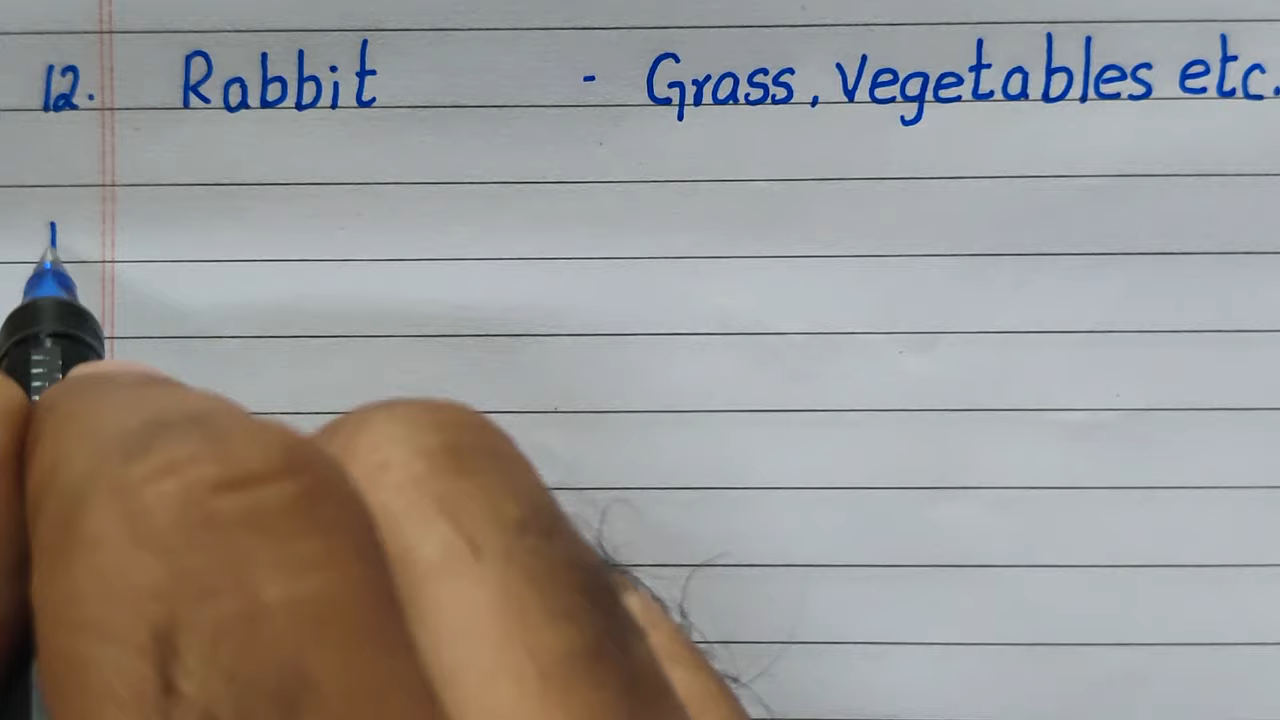 12. Rabbit - Grass, Vegetables etc.